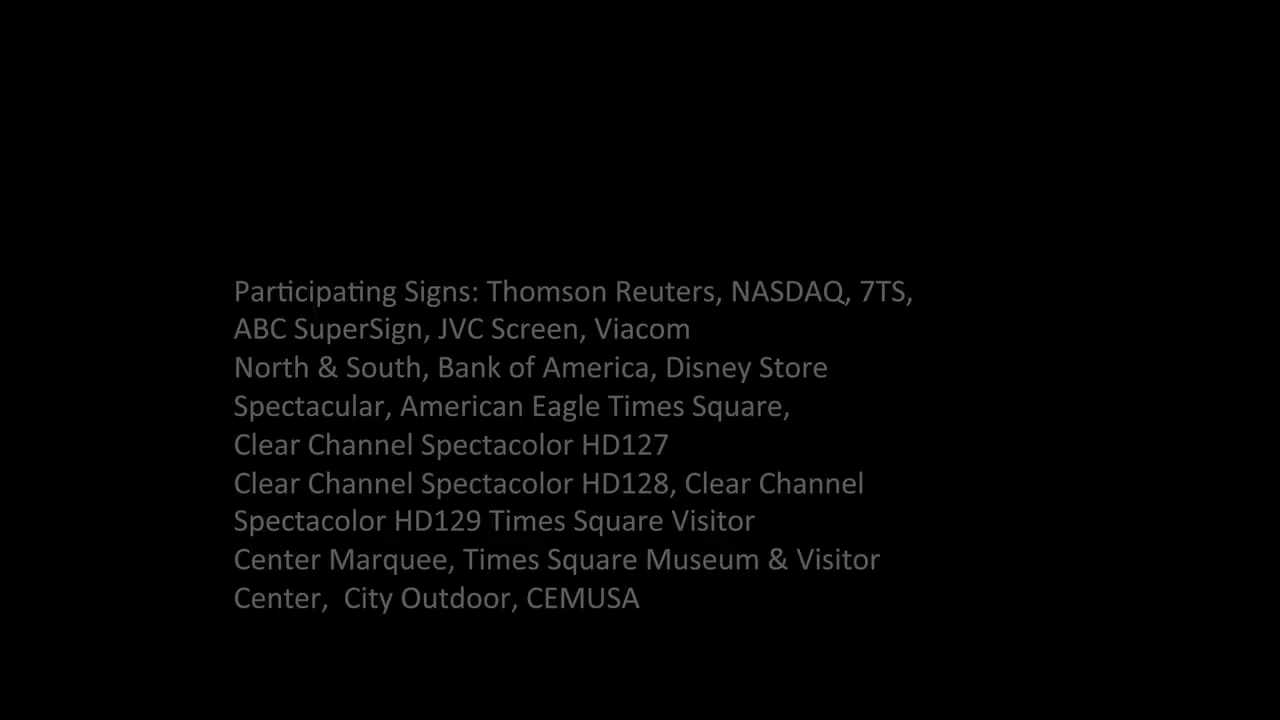 Participating Signs: Thomson Reuters, NASDAQ, 7TS,
ABC SuperSign, JVC Screen, Viacom
North & South, Bank of America, Disney Store
Spectacular, American Eagle Times Square,
Clear Channel Spectacolor HD127
Clear Channel Spectacolor HD128, Clear Channel
Spectacolor HD129 Times Square Visitor
Center Marquee, Times Square Museum & Visitor
Center,  City Outdoor, CEMUSA